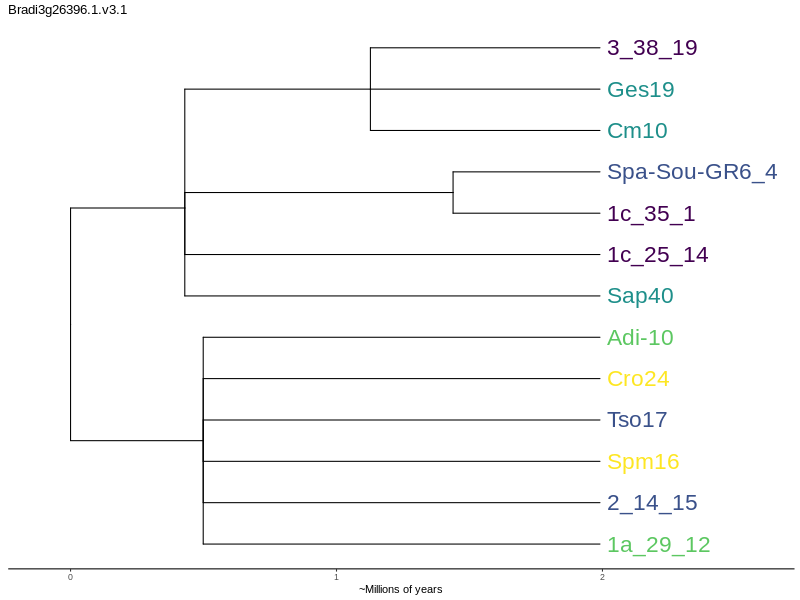 Bradi3g26396.1.v3.1
3_38_19
Ges19
Cm10
Spa-Sou-GR6_4
1c_35_1
1c_25_14
Sap40
Adi-10
Cro24
Tso17
Spm16
2_14_15
1a_29_12
0 1 2
~Millions of years